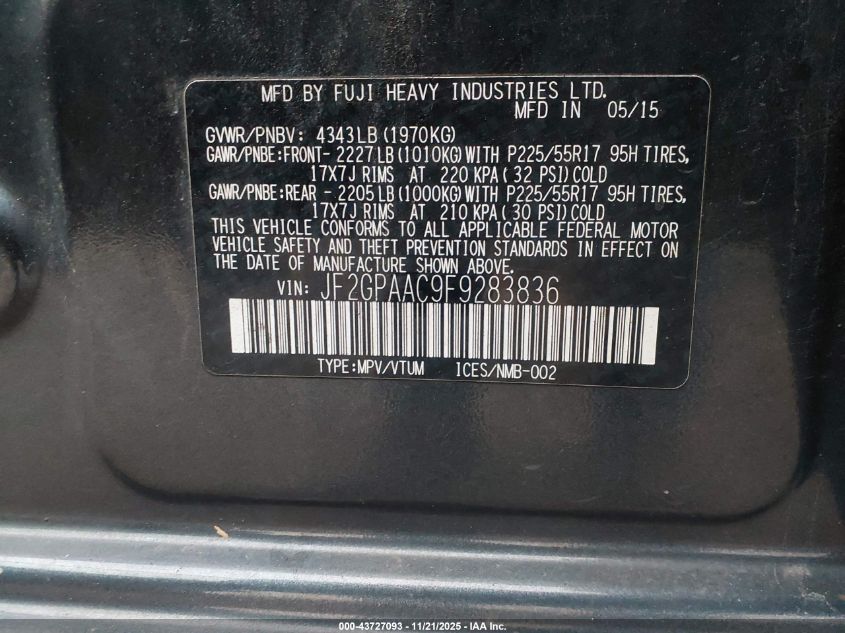 MFD BY FUJI HEAVY INDUSTRIES LTD.
MFD IN 05/15
GVWR/PNBV: 4343LB (1970KG)
GAWR/PNBE:FRONT- 2227LB (1010KG) WITH P225/55R17 95H TIRES,
17X7J RIMS AT 220 KPA ( 32 PSI) COLD
GAWR/PNBE:REAR - 2205LB (1000KG) WITH P225/55R17 95H TIRES,
17X7J RIMS AT 210 KPA ( 30 PSI) COLD
THIS VEHICLE CONFORMS TO ALL APPLICABLE FEDERAL MOTOR
VEHICLE SAFETY AND THEFT PREVENTION STANDARDS IN EFFECT ON
THE DATE OF MANUFACTURE SHOWN ABOVE.
VIN: JF2GPAAC9F9283836
TYPE:MPV/VTUM ICES/NMB-002
000-43727093 - 11/21/2025 - IAA Inc.